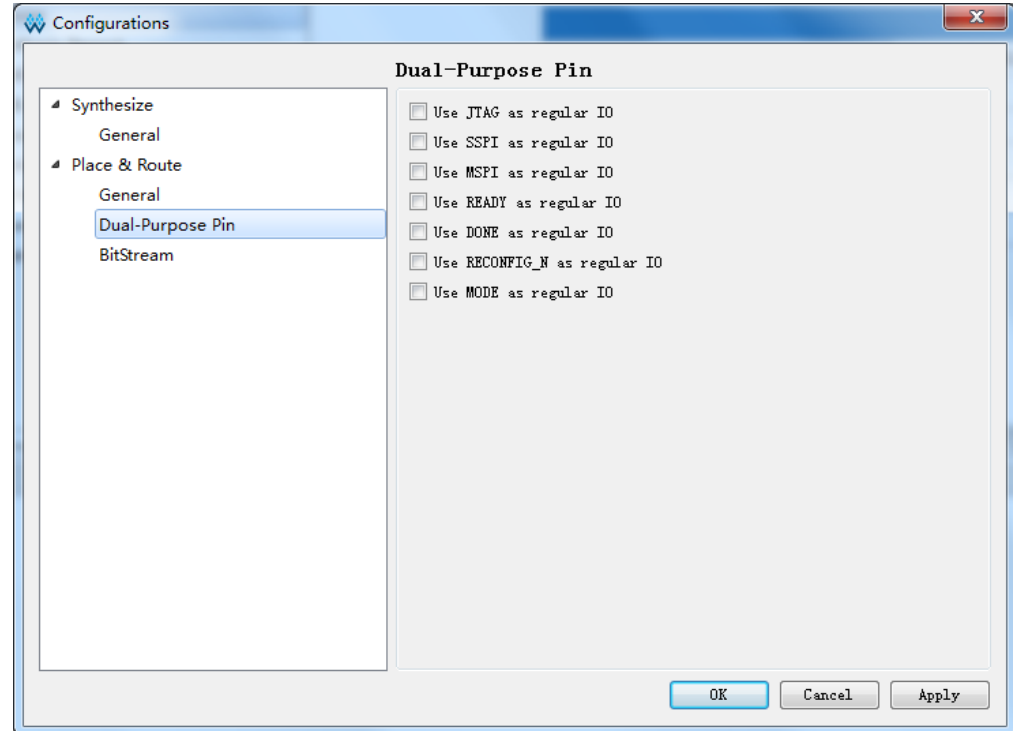 Configurations
Dual-Purpose Pin
Synthesize
General
Place & Route
General
Dual-Purpose Pin
BitStream
Use JTAG as regular IO
Use SSPI as regular IO
Use MSPI as regular IO
Use READY as regular IO
Use DONE as regular IO
Use RECONFIG_N as regular IO
Use MODE as regular IO
OK
Cancel
Apply